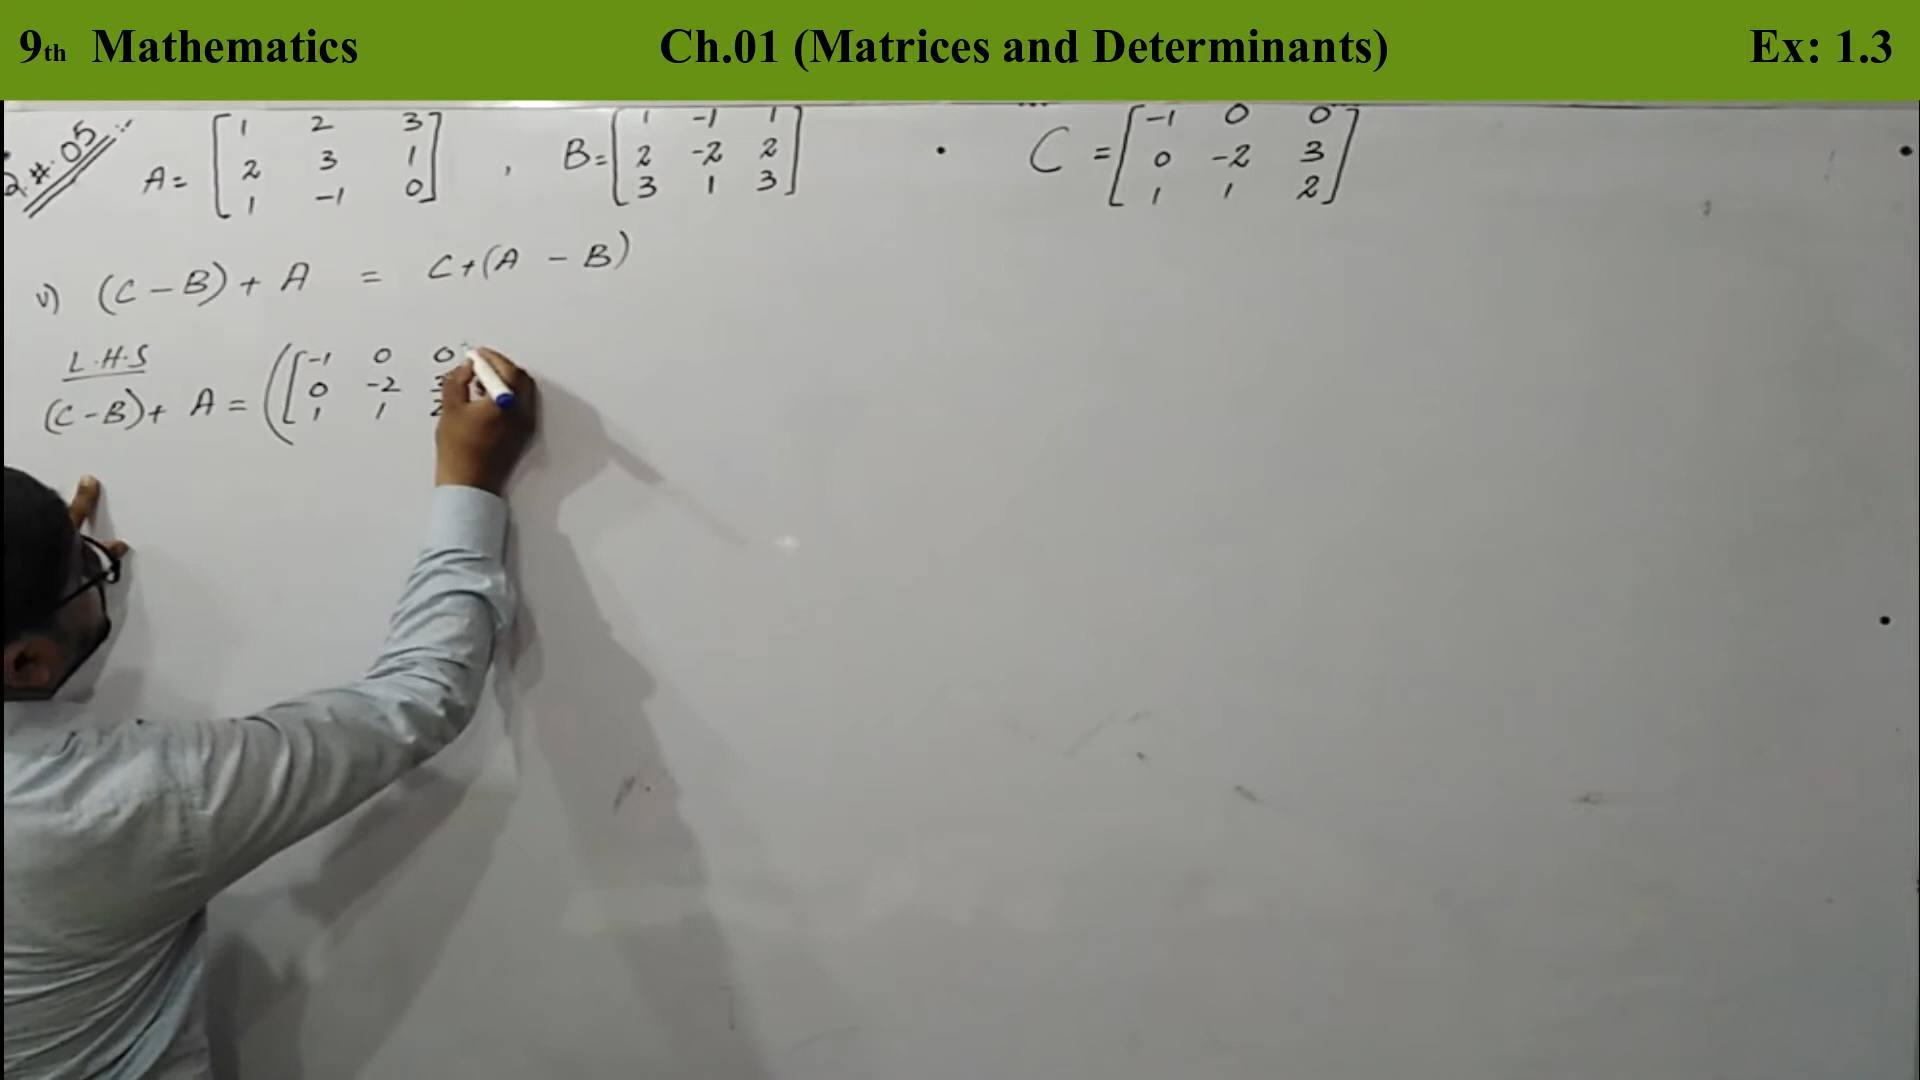 9th Mathematics Ch.01 (Matrices and Determinants) Ex: 1.3
Q.#.05 A = [1 2 3 , B = [1 -1 1 C = [-1 0 0
2 3 1 2 -2 2 0 -2 3
1 -1 0] 3 1 3] 1 1 2]
v) (C - B) + A = C + (A - B)
L.H.S
(C - B) + A = ([-1 0 0
0 -2 3
1 1 2